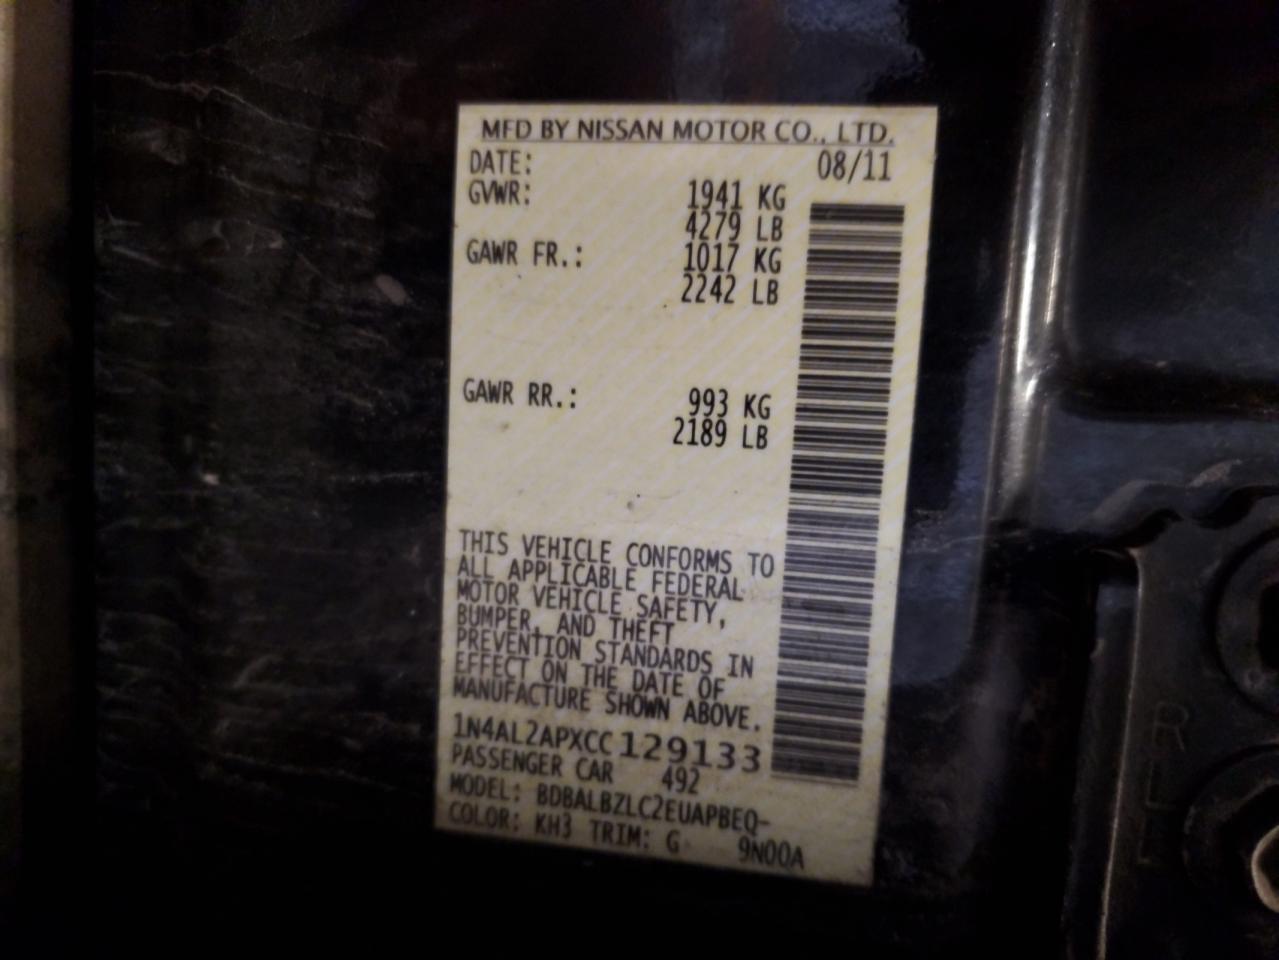 MFD BY NISSAN MOTOR CO., LTD.
DATE: 08/11
GVWR: 1941 KG
4279 LB
GAWR FR.: 1017 KG
2242 LB
GAWR RR.: 993 KG
2189 LB
THIS VEHICLE CONFORMS TO
ALL APPLICABLE FEDERAL
MOTOR VEHICLE SAFETY,
BUMPER, AND THEFT
PREVENTION STANDARDS IN
EFFECT ON THE DATE OF
MANUFACTURE SHOWN ABOVE.
1N4AL2APXCC129133
PASSENGER CAR 492
MODEL: BDBALBZLC2EUAPBEQ-
COLOR: KH3 TRIM: G 9N00A
R
L